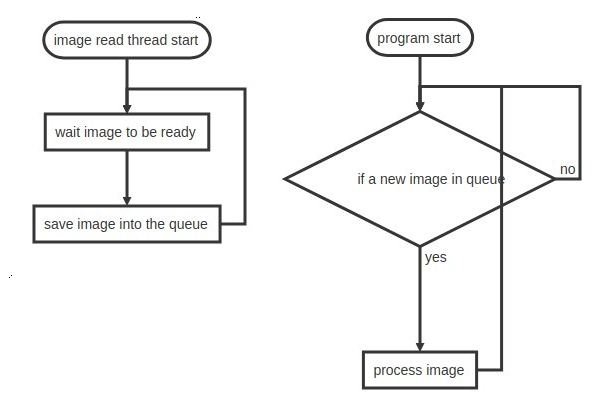 image read thread start
wait image to be ready
save image into the queue
program start
if a new image in queue
no
yes
process image